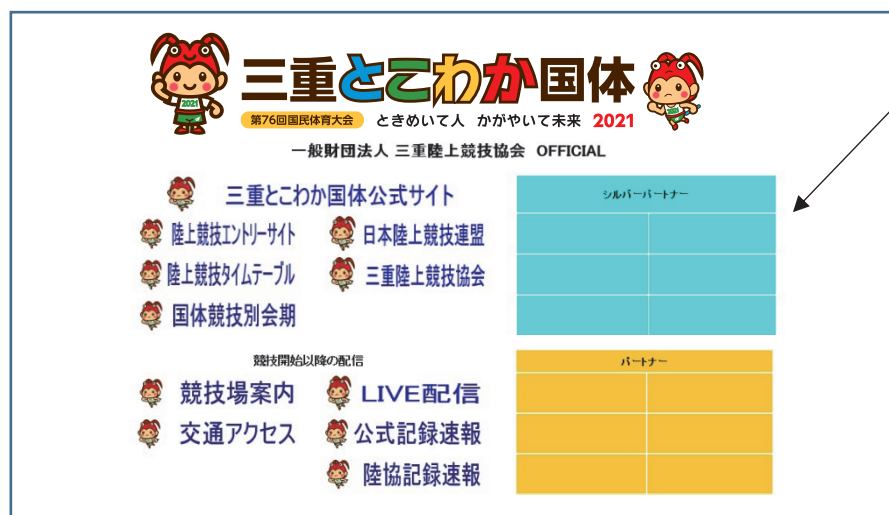 三重とこわか国体
第76回国民体育大会 ときめいて人 かがやいて未来 2021
2021
一般財団法人 三重陸上競技協会 OFFICIAL
三重とこわか国体公式サイト
陸上競技エントリーサイト 日本陸上競技連盟
陸上競技タイムテーブル 三重陸上競技協会
国体競技別会期
シルバーパートナー
競技開始以降の配信
競技場案内 LIVE配信
交通アクセス 公式記録速報
陸協記録速報
パートナー